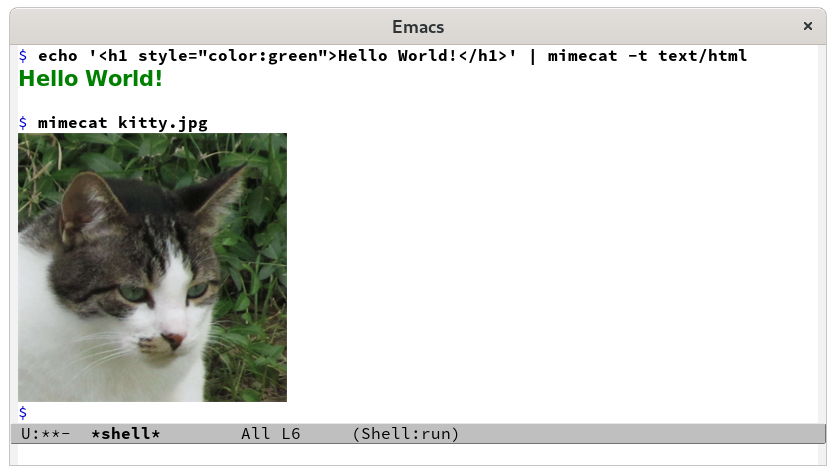 Emacs ×
$ echo '<h1 style="color:green">Hello World!</h1>' | mimecat -t text/html
Hello World!
$ mimecat kitty.jpg
$
U:**-  *shell*        All L6     (Shell:run)